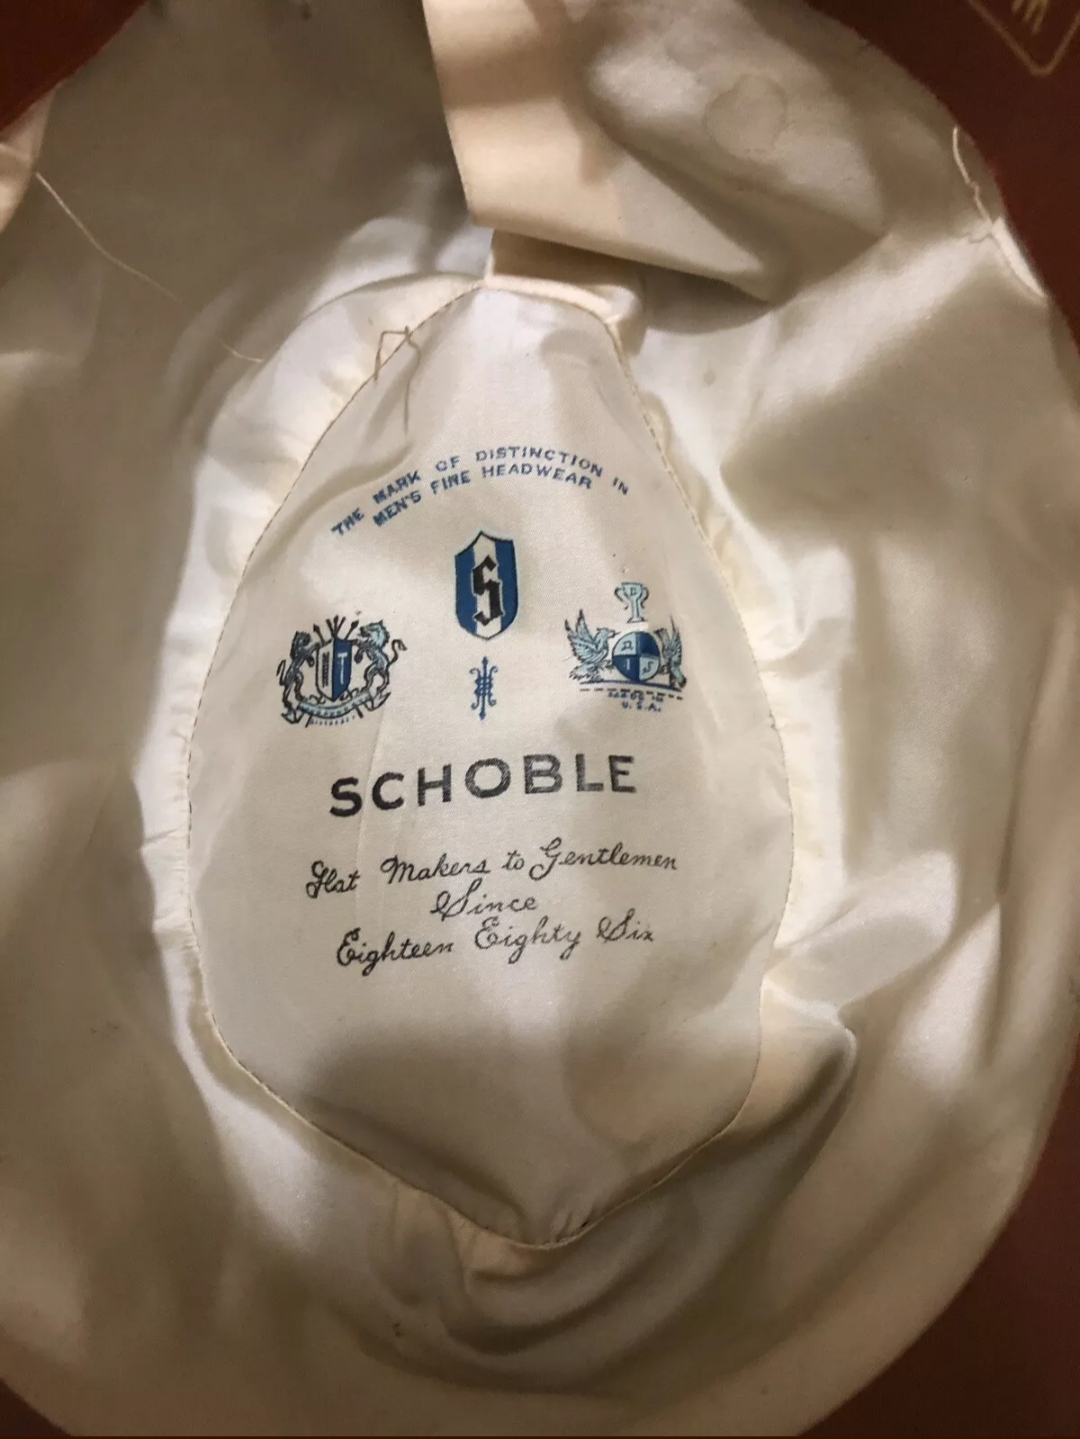 THE MARK OF DISTINCTION IN
MEN'S FINE HEADWEAR
S
SCHOBLE
Hat Makers to Gentlemen
Since
Eighteen Eighty Six
U.S.A.